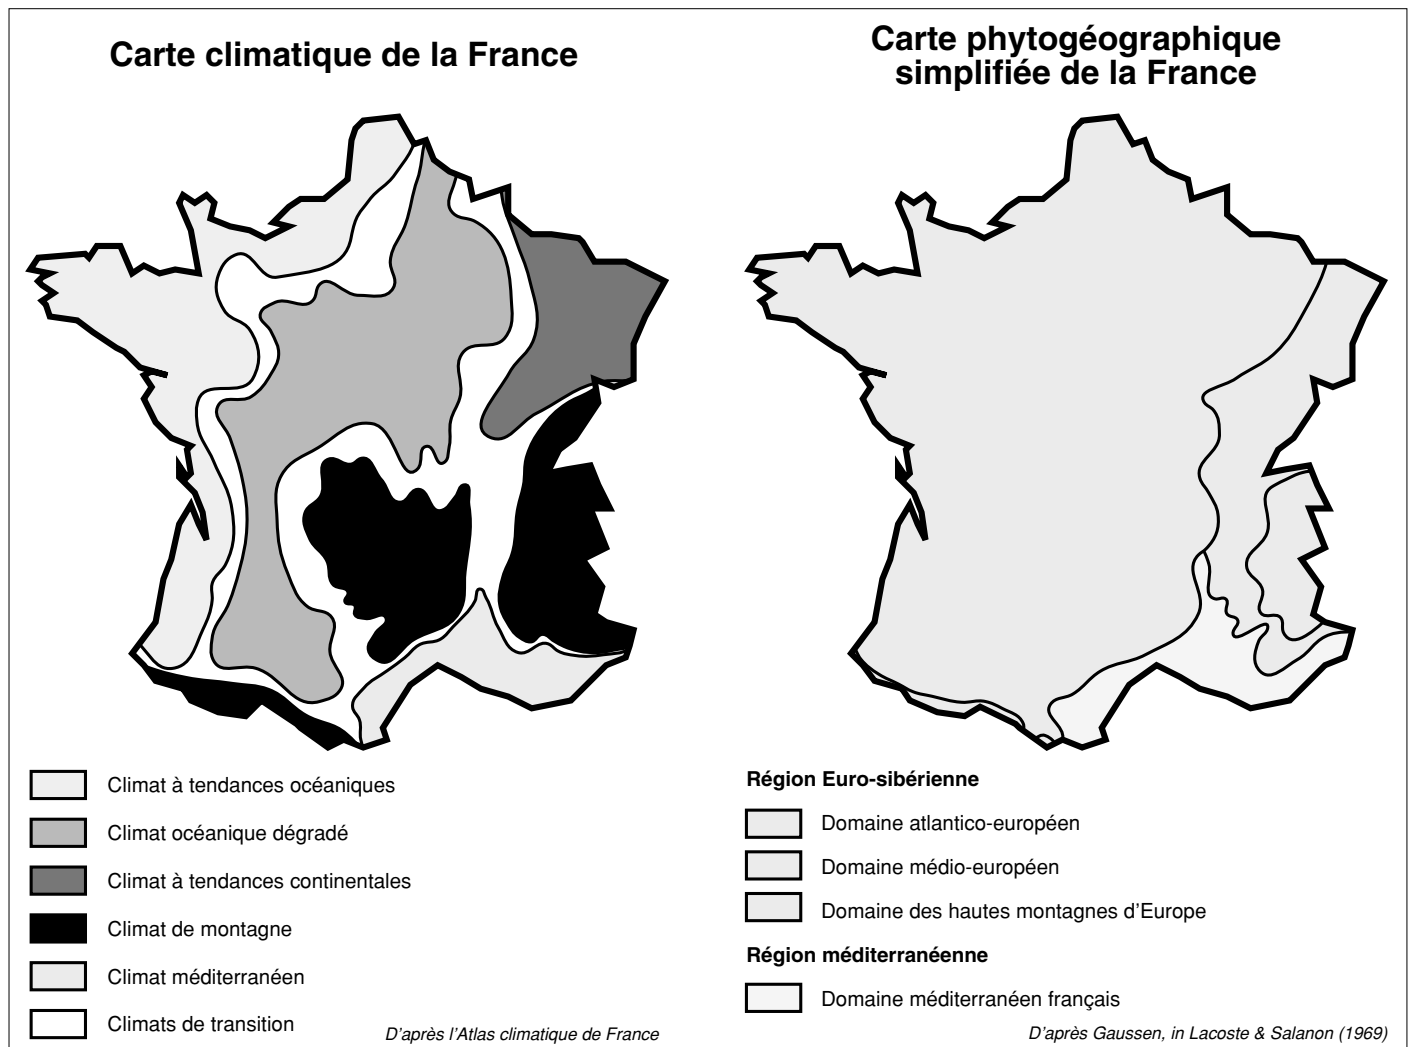 Carte climatique de la France
Climat à tendances océaniques
Climat océanique dégradé
Climat à tendances continentales
Climat de montagne
Climat méditerranéen
Climats de transition
D'après l'Atlas climatique de France
Carte phytogéographique
simplifiée de la France
Région Euro-sibérienne
Domaine atlantico-européen
Domaine médio-européen
Domaine des hautes montagnes d'Europe
Région méditerranéenne
Domaine méditerranéen français
D'après Gaussen, in Lacoste & Salanon (1969)